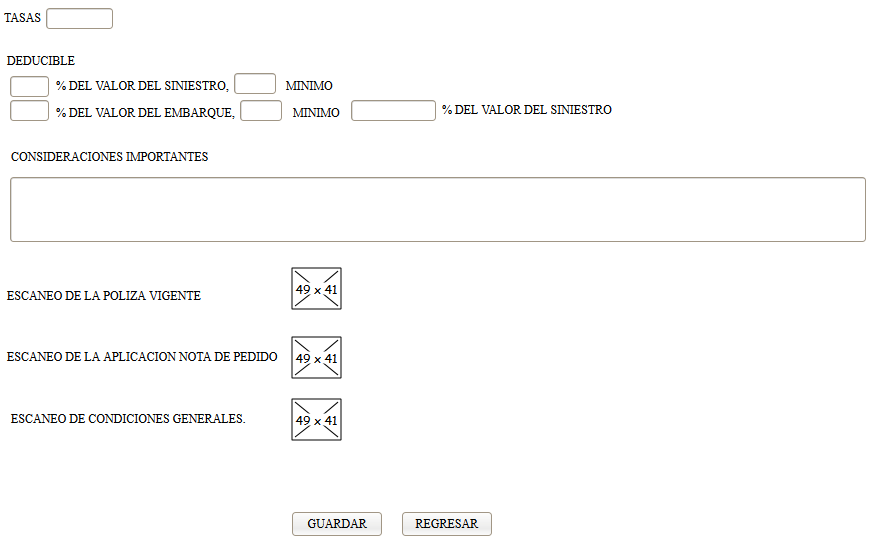 TASAS
DEDUCIBLE
% DEL VALOR DEL SINIESTRO, MINIMO
% DEL VALOR DEL EMBARQUE, MINIMO % DEL VALOR DEL SINIESTRO
CONSIDERACIONES IMPORTANTES
ESCANEO DE LA POLIZA VIGENTE 49 x 41
ESCANEO DE LA APLICACION NOTA DE PEDIDO 49 x 41
ESCANEO DE CONDICIONES GENERALES. 49 x 41
GUARDAR REGRESAR